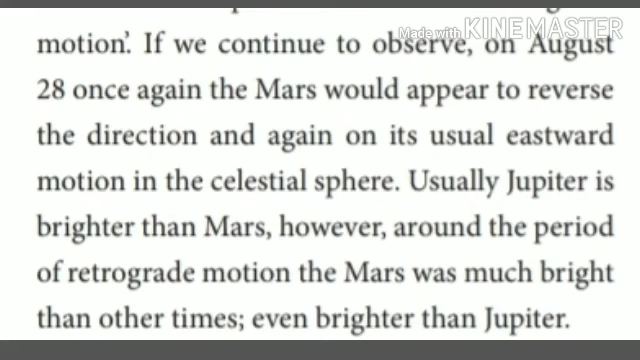 Made with KINEMASTER
motion'. If we continue to observe, on August
28 once again the Mars would appear to reverse
the direction and again on its usual eastward
motion in the celestial sphere. Usually Jupiter is
brighter than Mars, however, around the period
of retrograde motion the Mars was much bright
than other times; even brighter than Jupiter.